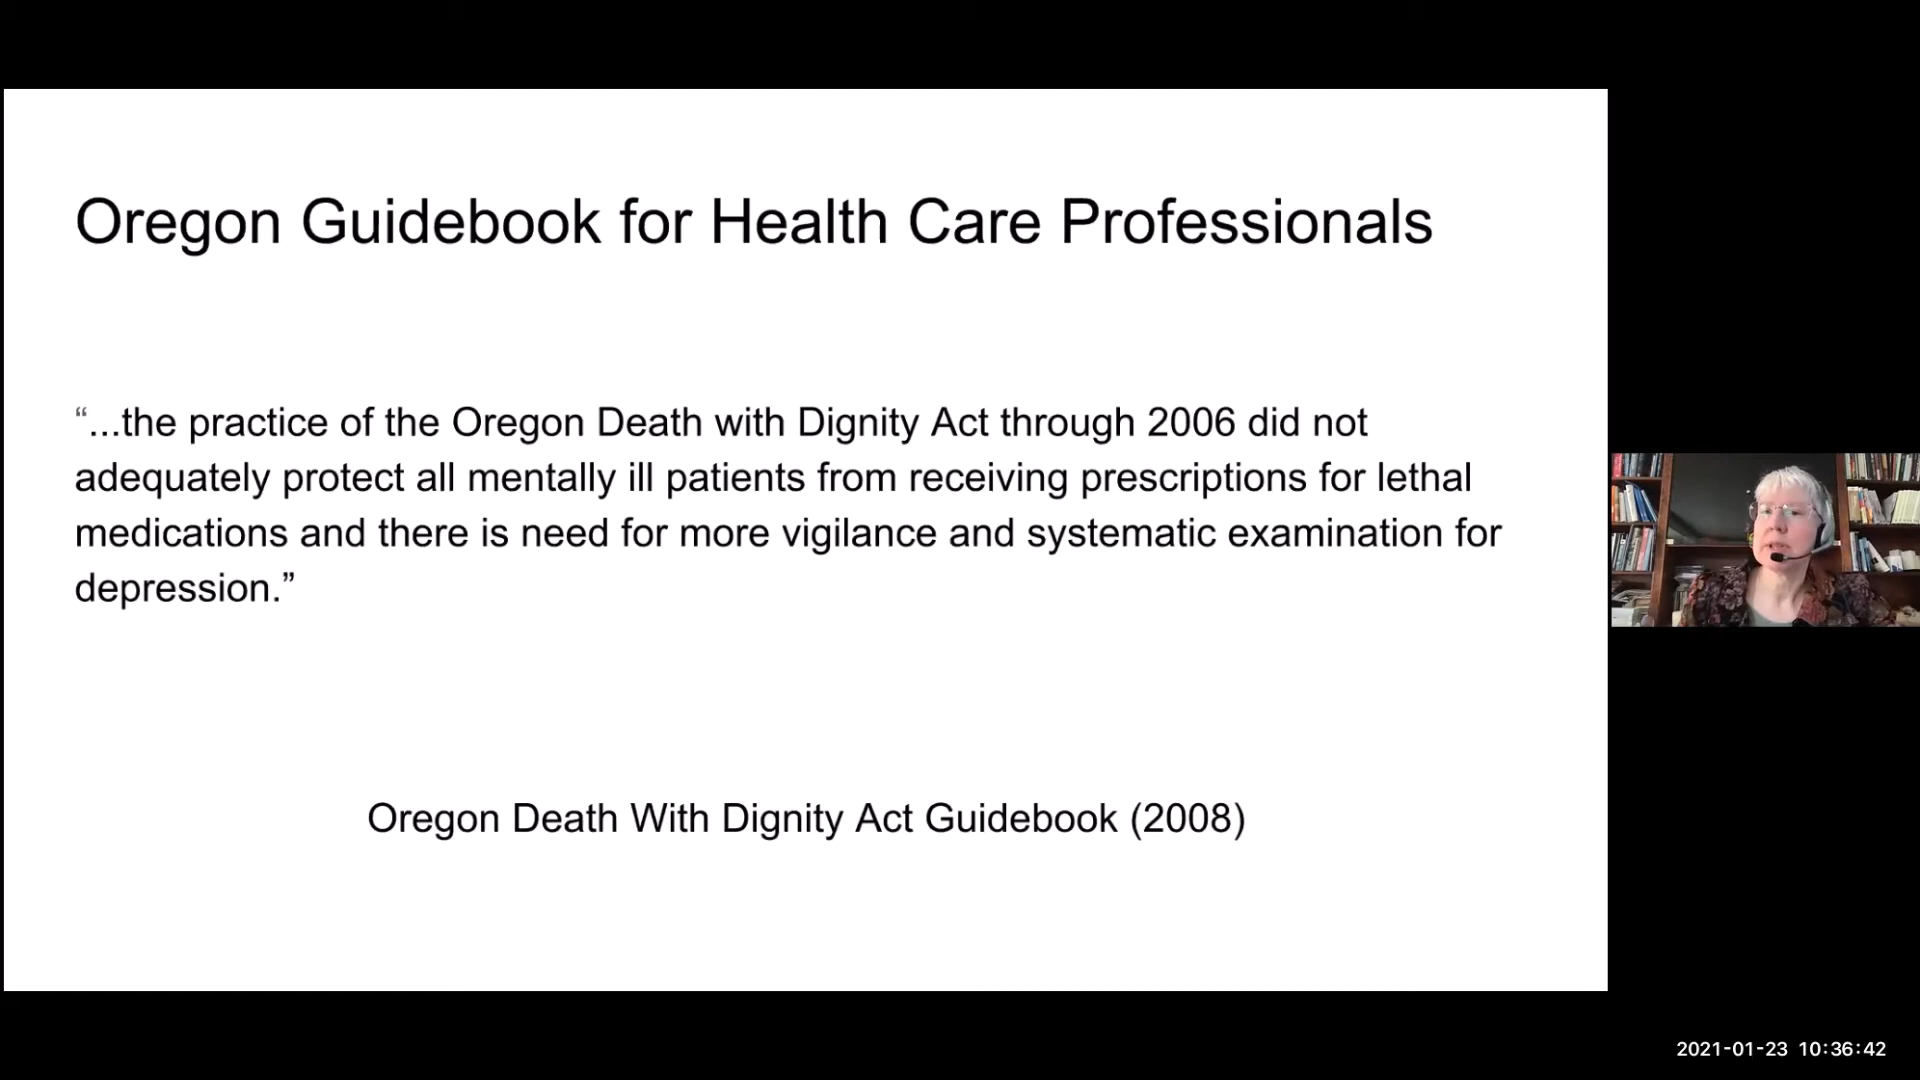 Oregon Guidebook for Health Care Professionals
“...the practice of the Oregon Death with Dignity Act through 2006 did not
adequately protect all mentally ill patients from receiving prescriptions for lethal
medications and there is need for more vigilance and systematic examination for
depression.”
Oregon Death With Dignity Act Guidebook (2008)
2021-01-23 10:36:42